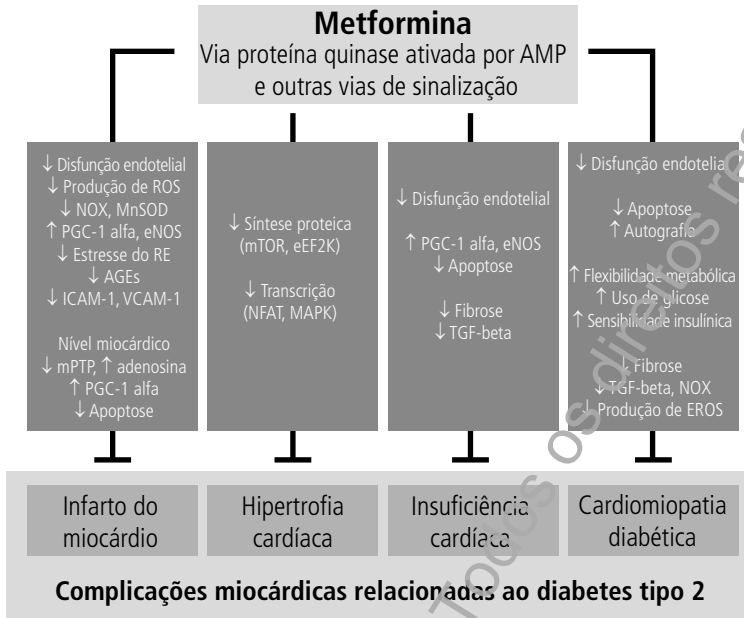 Metformina
Via proteína quinase ativada por AMP
e outras vias de sinalização
↓ Disfunção endotelial
↓ Produção de ROS
↓ NOX, MnSOD
↑ PGC-1 alfa, eNOS
↓ Estresse do RE
↓ AGEs
↓ ICAM-1, VCAM-1
Nível miocárdico
↓ mPTP, ↑ adenosina
↑ PGC-1 alfa
↓ Apoptose
↓ Síntese proteica
(mTOR, eEF2K)
↓ Transcrição
(NFAT, MAPK)
↓ Disfunção endotelial
↑ PGC-1 alfa, eNOS
↓ Apoptose
↓ Fibrose
↓ TGF-beta
↓ Disfunção endotelial
↓ Apoptose
↑ Autografia
↑ Flexibilidade metabólica
↑ Uso de glicose
↑ Sensibilidade insulínica
↓ Fibrose
↓ TGF-beta, NOX
↓ Produção de EROS
Infarto do
miocárdio
Hipertrofia
cardíaca
Insuficiência
cardíaca
Cardiomiopatia
diabética
Complicações miocárdicas relacionadas ao diabetes tipo 2
Todos os direitos res